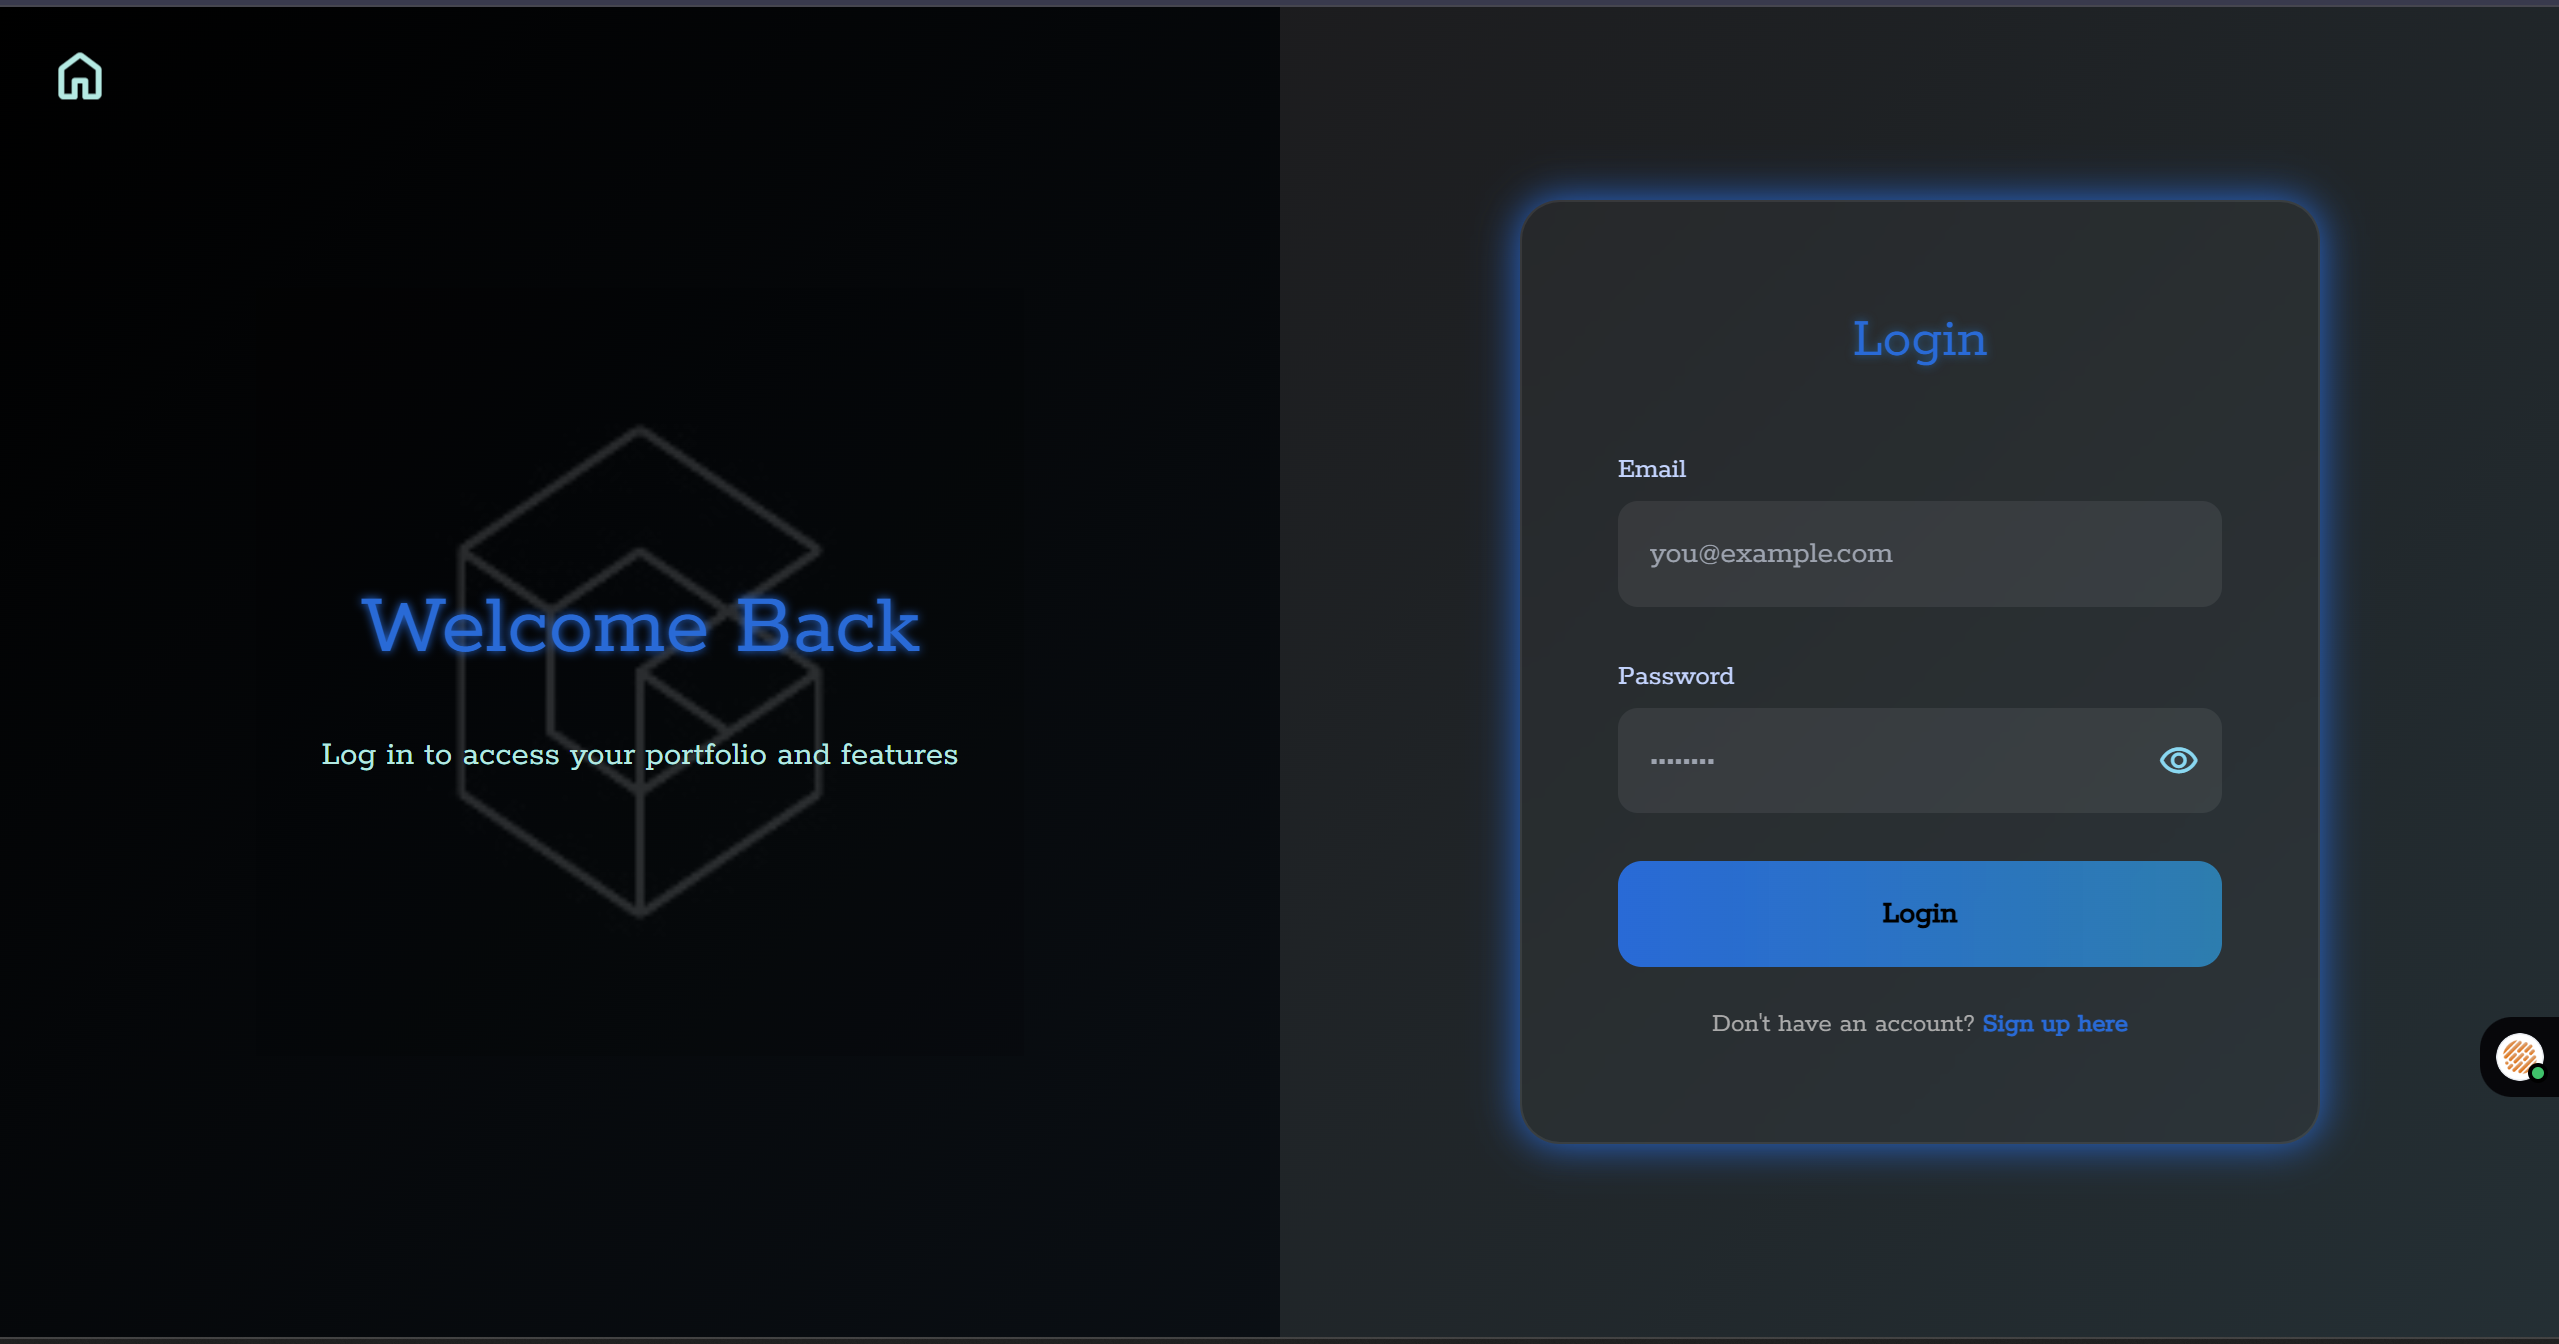 Welcome Back
Log in to access your portfolio and features
Login
Email
you@example.com
Password
••••••••
Login
Don't have an account? Sign up here